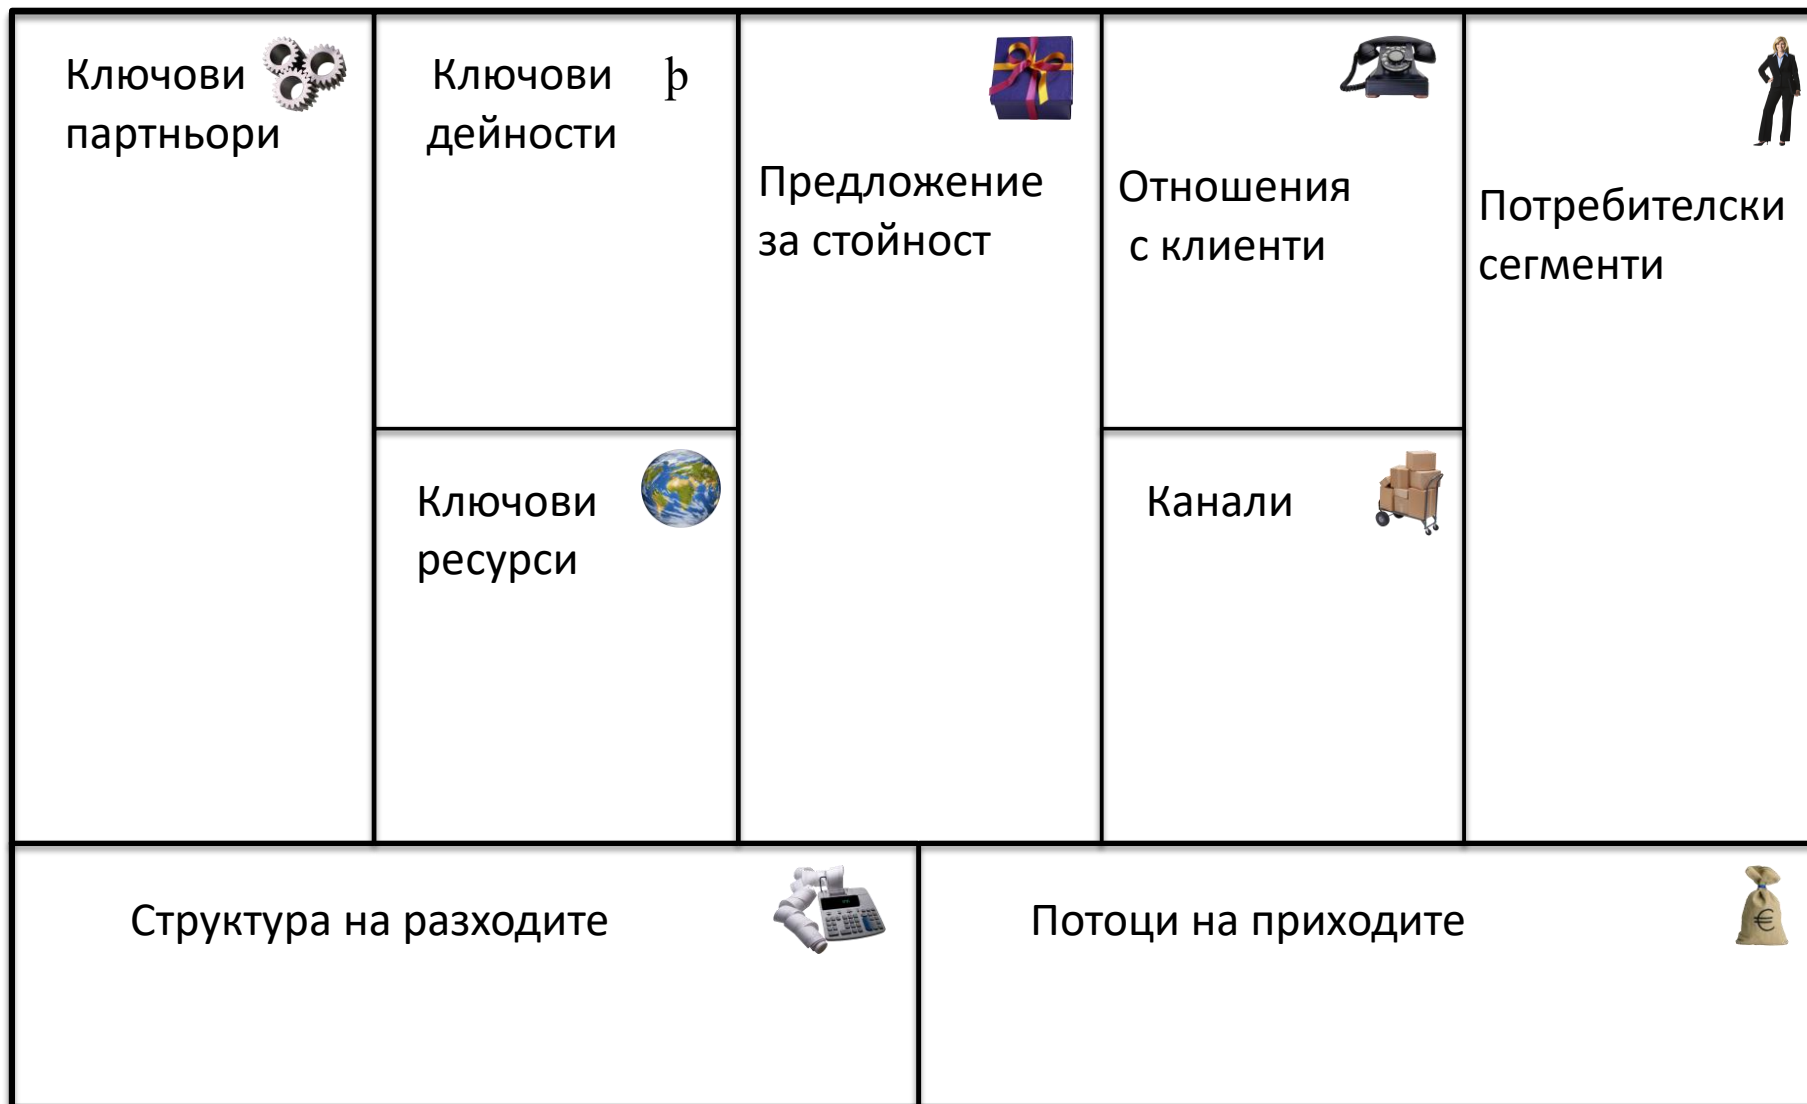 Ключови
партньори
Ключови þ
дейности
Предложение
за стойност
Отношения
с клиенти
Потребителски
сегменти
Ключови
ресурси
Канали
Структура на разходите
Потоци на приходите
€